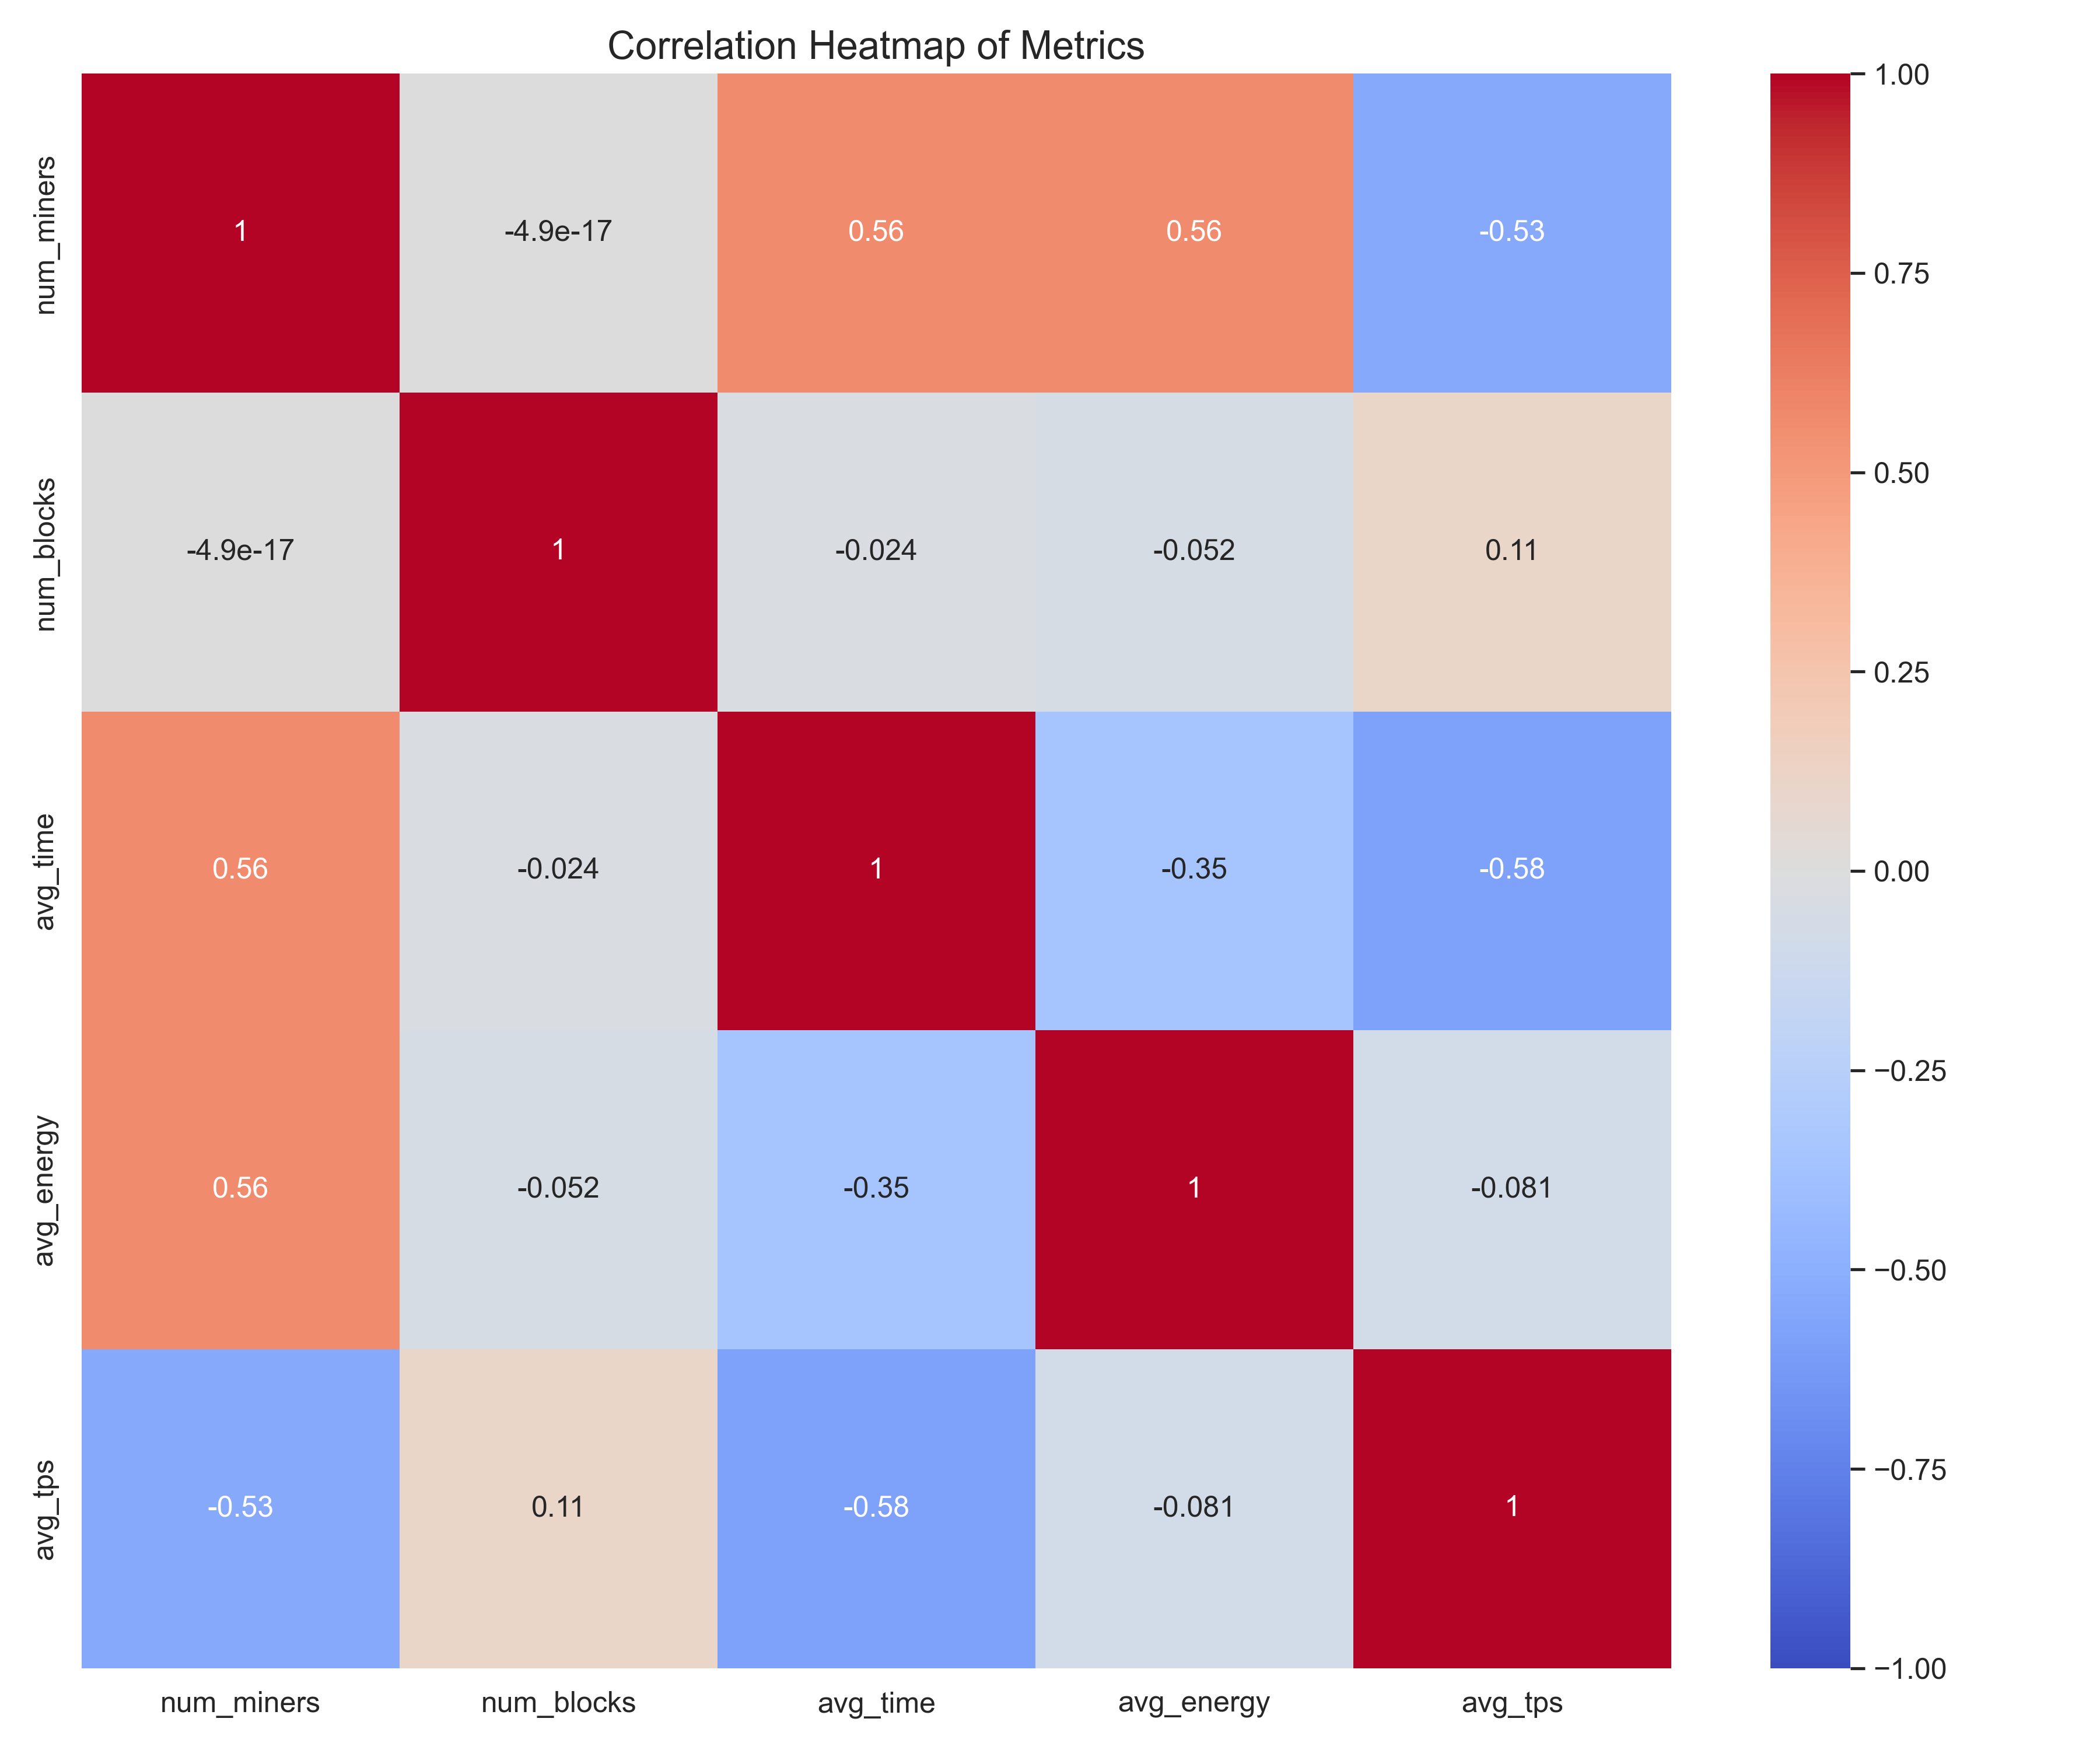 Correlation Heatmap of Metrics
num_miners
1
-4.9e-17
0.56
0.56
-0.53
num_blocks
-4.9e-17
1
-0.024
-0.052
0.11
avg_time
0.56
-0.024
1
-0.35
-0.58
avg_energy
0.56
-0.052
-0.35
1
-0.081
avg_tps
-0.53
0.11
-0.58
-0.081
1
num_miners
num_blocks
avg_time
avg_energy
avg_tps
1.00
0.75
0.50
0.25
0.00
−0.25
−0.50
−0.75
−1.00